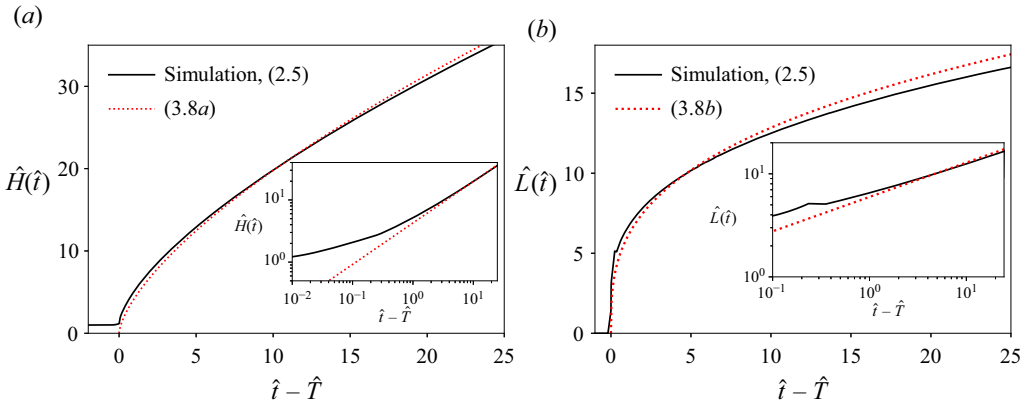 (a)
30
20
10
0
Ĥ(t̂)
0
5
10
15
20
25
t̂ – T̂
Simulation, (2.5)
(3.8a)
10¹
10⁰
Ĥ(t̂)
10⁻²
10⁻¹
10⁰
10¹
t̂ – T̂
(b)
15
10
5
0
L̂(t̂)
0
5
10
15
20
25
t̂ – T̂
Simulation, (2.5)
(3.8b)
10¹
10⁰
L̂(t̂)
10⁻¹
10⁰
10¹
t̂ – T̂